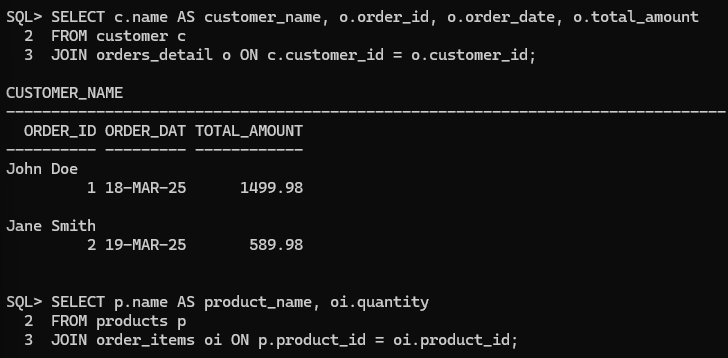 SQL> SELECT c.name AS customer_name, o.order_id, o.order_date, o.total_amount
  2  FROM customer c
  3  JOIN orders_detail o ON c.customer_id = o.customer_id;
CUSTOMER_NAME
--------------------------------------------------------------------------------
  ORDER_ID ORDER_DAT TOTAL_AMOUNT
---------- --------- ------------
John Doe
         1 18-MAR-25      1499.98
Jane Smith
         2 19-MAR-25       589.98
SQL> SELECT p.name AS product_name, oi.quantity
  2  FROM products p
  3  JOIN order_items oi ON p.product_id = oi.product_id;